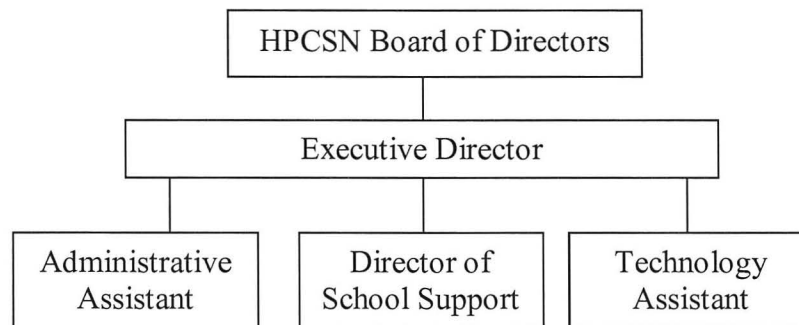 HPCSN Board of Directors
Executive Director
Administrative
Assistant
Director of
School Support
Technology
Assistant